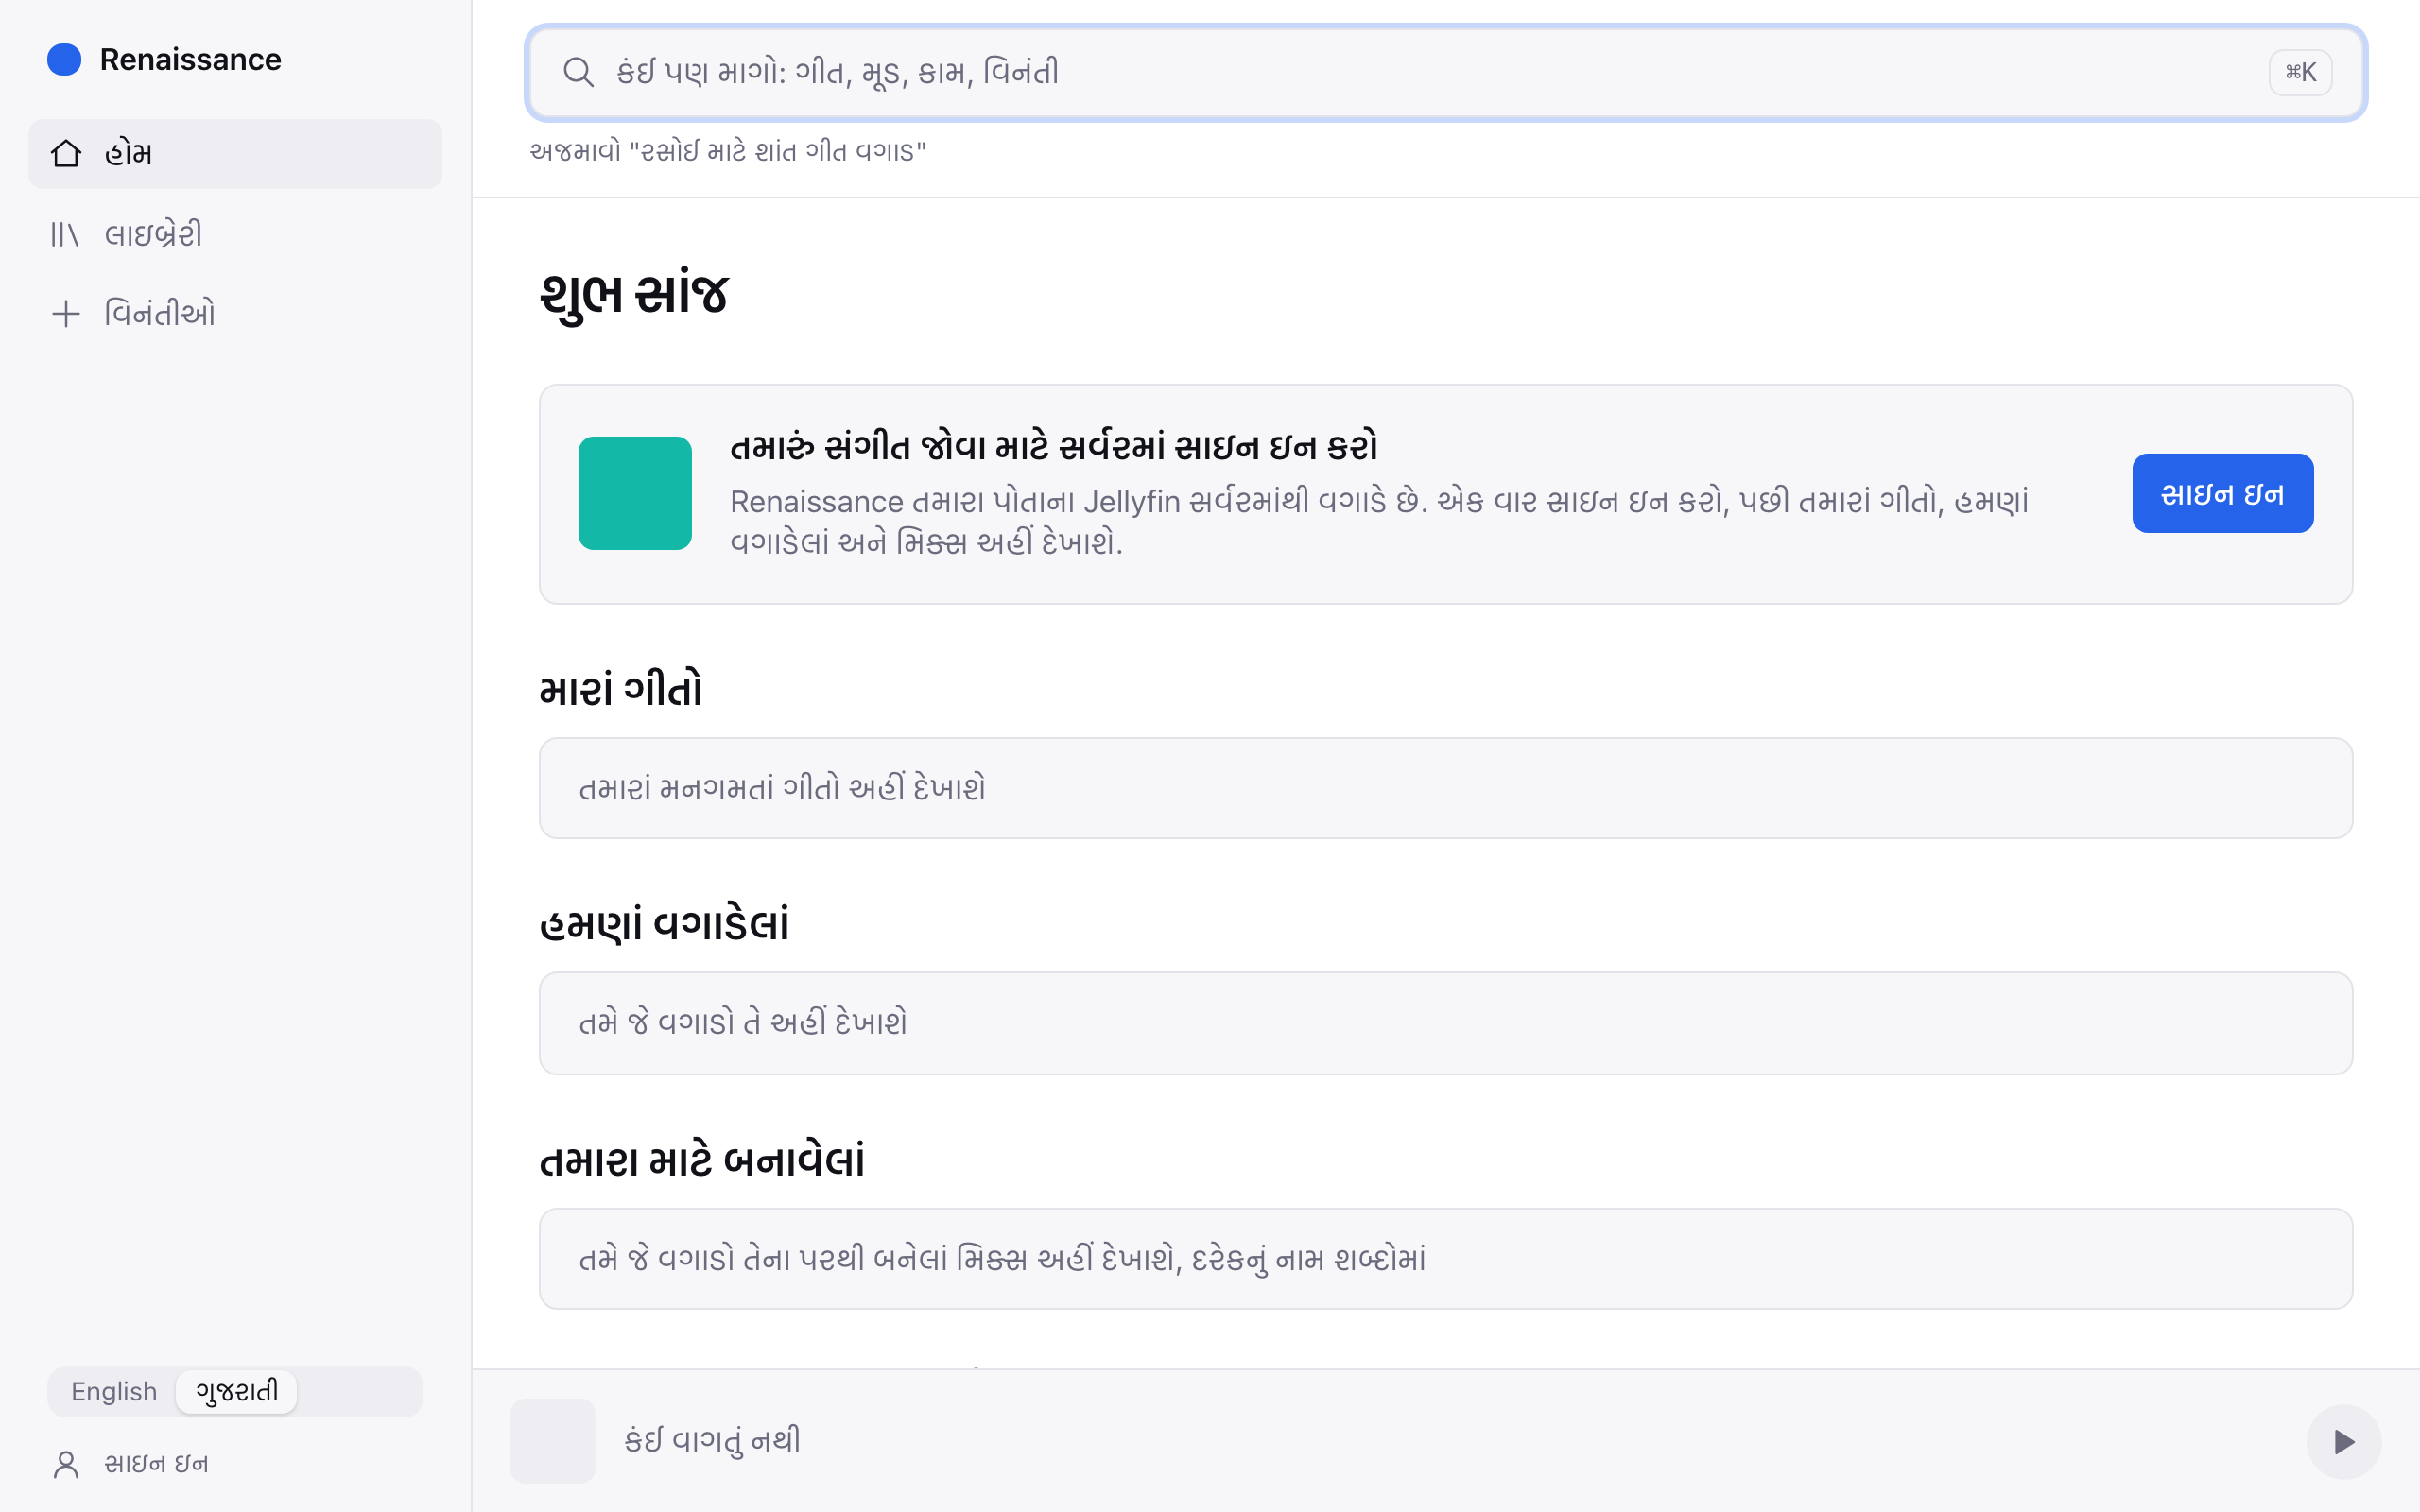 Renaissance
હોમ
લાઇબ્રેરી
વિનંતીઓ
English
ગુજરાતી
સાઇન ઇન
કંઈ પણ માગો: ગીત, મૂડ, કામ, વિનંતી
⌘K
અજમાવો "રસોઈ માટે શાંત ગીત વગાડ"
શુભ સાંજ
તમારું સંગીત જોવા માટે સર્વરમાં સાઇન ઇન કરો
Renaissance તમારા પોતાના Jellyfin સર્વરમાંથી વગાડે છે. એક વાર સાઇન ઇન કરો, પછી તમારાં ગીતો, હમણાં
વગાડેલાં અને મિક્સ અહીં દેખાશે.
સાઇન ઇન
મારાં ગીતો
તમારાં મનગમતાં ગીતો અહીં દેખાશે
હમણાં વગાડેલાં
તમે જે વગાડો તે અહીં દેખાશે
તમારા માટે બનાવેલાં
તમે જે વગાડો તેના પરથી બનેલાં મિક્સ અહીં દેખાશે, દરેકનું નામ શબ્દોમાં
કંઈ વાગતું નથી